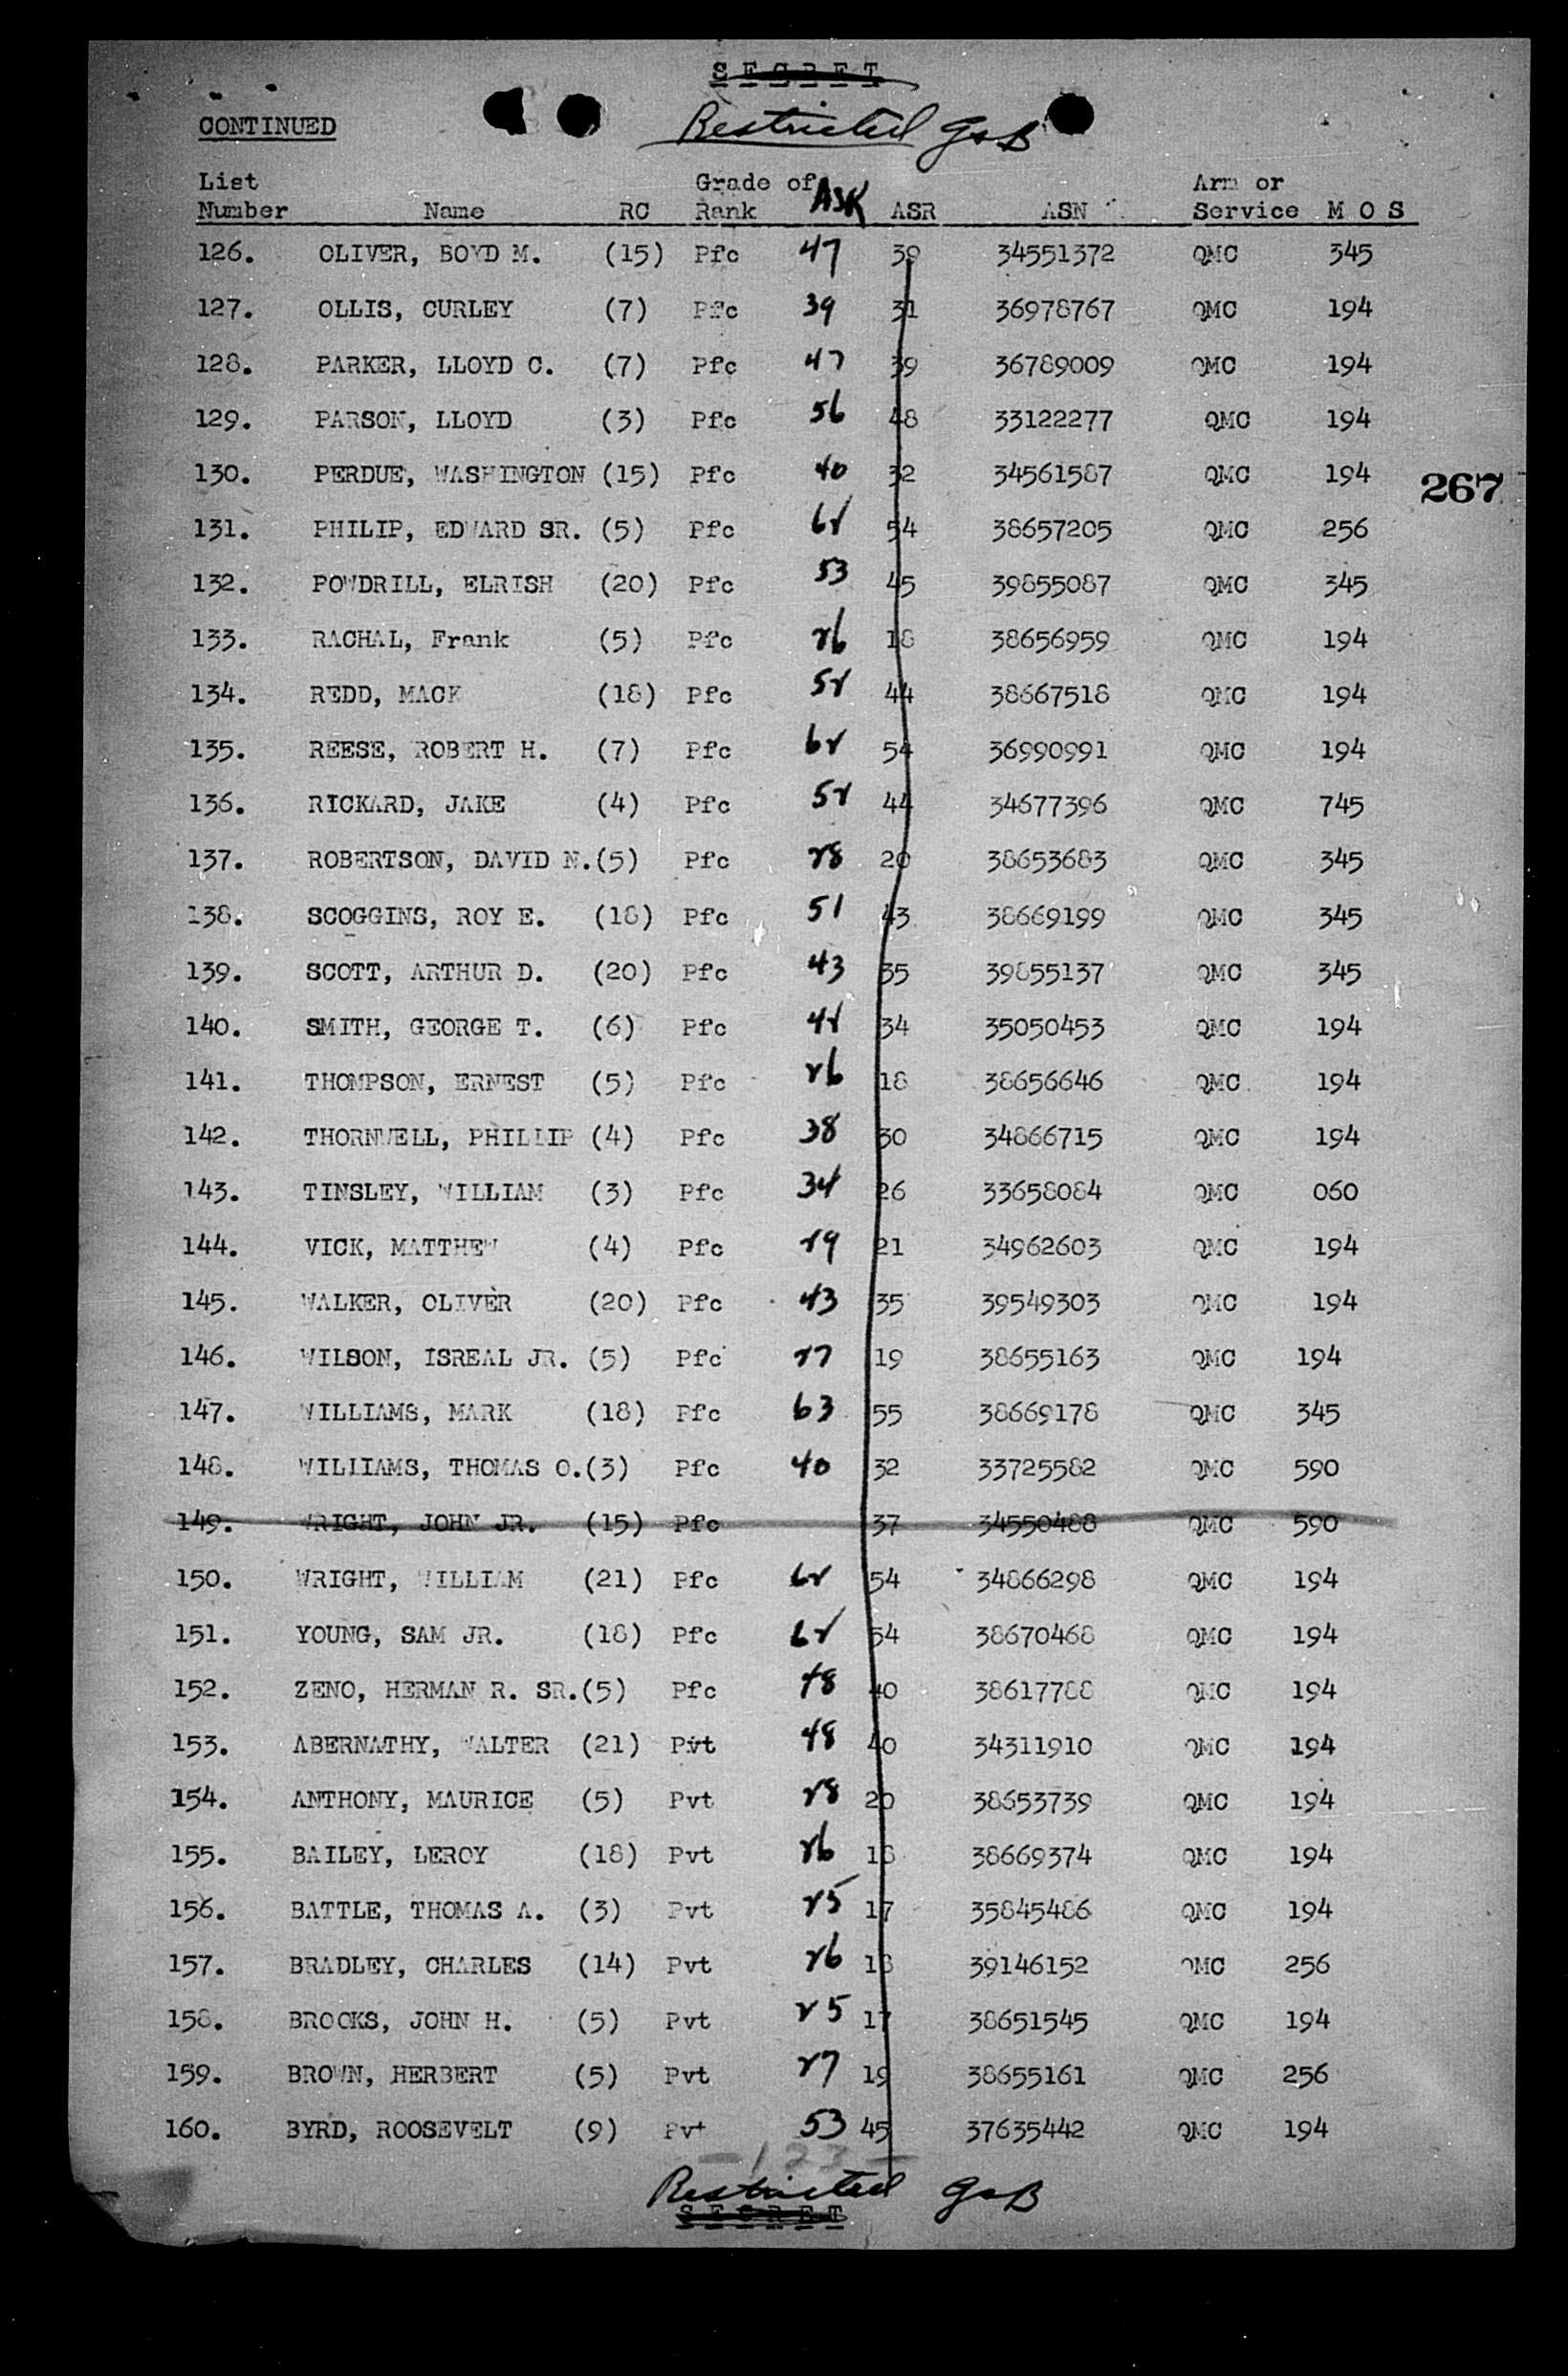 SECRET
CONTINUED Restricted GsB
List Grade of Arm or
Number Name RC Rank ASR ASR ASN Service M O S
126. OLIVER, BOYD M. (15) Pfc 47 39 34551372 QMC 345
127. OLLIS, CURLEY (7) Pfc 39 31 36978767 QMC 194
128. PARKER, LLOYD C. (7) Pfc 47 39 36789009 QMC 194
129. PARSON, LLOYD (3) Pfc 56 48 33122277 QMC 194
130. PERDUE, WASHINGTON (15) Pfc 40 32 34561587 QMC 194
267
131. PHILIP, EDWARD SR. (5) Pfc 62 54 38657205 QMC 256
132. POWDRILL, ELRISH (20) Pfc 53 45 39855087 QMC 345
133. RACHAL, Frank (5) Pfc 26 18 38656959 QMC 194
134. REDD, MACK (18) Pfc 52 44 38667518 QMC 194
135. REESE, ROBERT H. (7) Pfc 62 54 36990991 QMC 194
136. RICKARD, JAKE (4) Pfc 52 44 34677396 QMC 745
137. ROBERTSON, DAVID N. (5) Pfc 28 20 38653683 QMC 345
138. SCOGGINS, ROY E. (18) Pfc 51 43 38669199 QMC 345
139. SCOTT, ARTHUR D. (20) Pfc 43 35 39855137 QMC 345
140. SMITH, GEORGE T. (6) Pfc 42 34 35050453 QMC 194
141. THOMPSON, ERNEST (5) Pfc 26 18 38656646 QMC 194
142. THORNWELL, PHILLIP (4) Pfc 38 30 34866715 QMC 194
143. TINSLEY, WILLIAM (3) Pfc 34 26 33658084 QMC 060
144. VICK, MATTHEW (4) Pfc 29 21 34962603 QMC 194
145. WALKER, OLIVER (20) Pfc 43 35 39549303 QMC 194
146. WILSON, ISREAL JR. (5) Pfc 27 19 38655163 QMC 194
147. WILLIAMS, MARK (18) Pfc 63 55 38669178 QMC 345
148. WILLIAMS, THOMAS O. (3) Pfc 40 32 33725582 QMC 590
149. WRIGHT, JOHN JR. (15) Pfc 37 34550488 QMC 590
150. WRIGHT, WILLIAM (21) Pfc 62 54 34866298 QMC 194
151. YOUNG, SAM JR. (18) Pfc 62 54 38670468 QMC 194
152. ZENO, HERMAN R. SR. (5) Pfc 48 40 38617788 QMC 194
153. ABERNATHY, WALTER (21) Pvt 48 40 34311910 QMC 194
154. ANTHONY, MAURICE (5) Pvt 28 20 38653739 QMC 194
155. BAILEY, LEROY (18) Pvt 26 18 38669374 QMC 194
156. BATTLE, THOMAS A. (3) Pvt 25 17 35845486 QMC 194
157. BRADLEY, CHARLES (14) Pvt 26 18 39146152 QMC 256
158. BROOKS, JOHN H. (5) Pvt 25 17 38651545 QMC 194
159. BROWN, HERBERT (5) Pvt 27 19 38655161 QMC 256
160. BYRD, ROOSEVELT (9) Pvt 53 45 37635442 QMC 194
- 123 -
Restricted GsB
SECRET